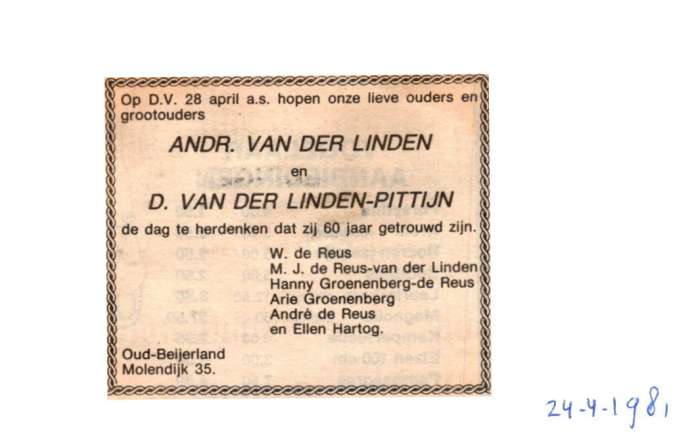 Op D.V. 28 april a.s. hopen onze lieve ouders en
grootouders
ANDR. VAN DER LINDEN
en
D. VAN DER LINDEN-PITTIJN
de dag te herdenken dat zij 60 jaar getrouwd zijn.
W. de Reus
M. J. de Reus-van der Linden
Hanny Groenenberg-de Reus
Arie Groenenberg
André de Reus
en Ellen Hartog.
Oud-Beijerland
Molendijk 35.
24-4-1981